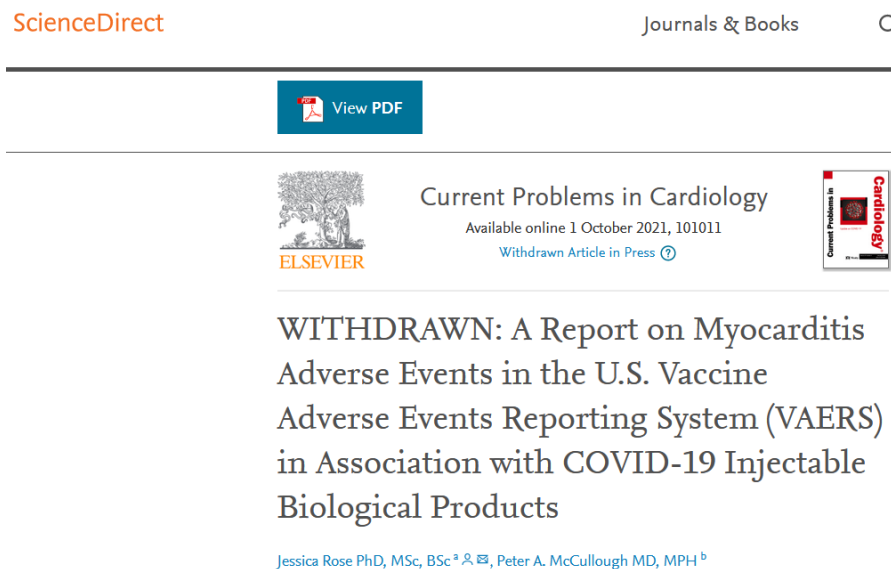 ScienceDirect
Journals & Books
View PDF
ELSEVIER
Current Problems in Cardiology
Available online 1 October 2021, 101011
Withdrawn Article in Press
Current Problems in
Cardiology
WITHDRAWN: A Report on Myocarditis
Adverse Events in the U.S. Vaccine
Adverse Events Reporting System (VAERS)
in Association with COVID-19 Injectable
Biological Products
Jessica Rose PhD, MSc, BSc a, Peter A. McCullough MD, MPH b